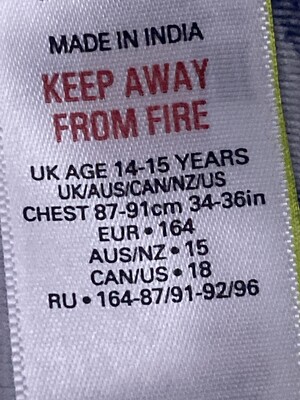 MADE IN INDIA
KEEP AWAY
FROM FIRE
UK AGE 14-15 YEARS
UK/AUS/CAN/NZ/US
CHEST 87-91cm 34-36in
EUR • 164
AUS/NZ • 15
CAN/US • 18
RU • 164-87/91-92/96